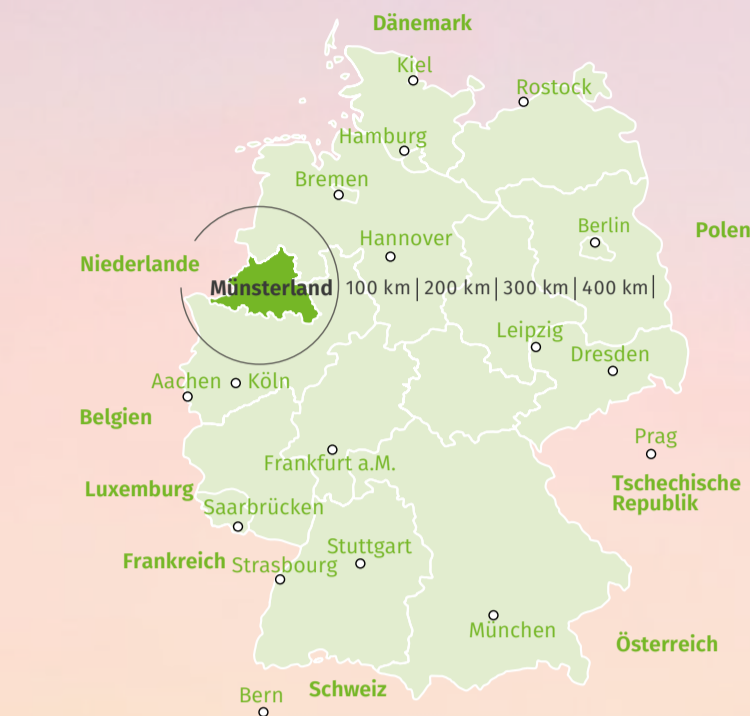 Dänemark
Kiel
Rostock
Hamburg
Bremen
Berlin
Polen
Hannover
Niederlande
Münsterland 100 km 200 km 300 km 400 km
Leipzig
Dresden
Aachen Köln
Belgien
Prag
Frankfurt a.M.
Tschechische
Republik
Luxemburg
Saarbrücken
Stuttgart
Frankreich Strasbourg
München
Österreich
Schweiz
Bern